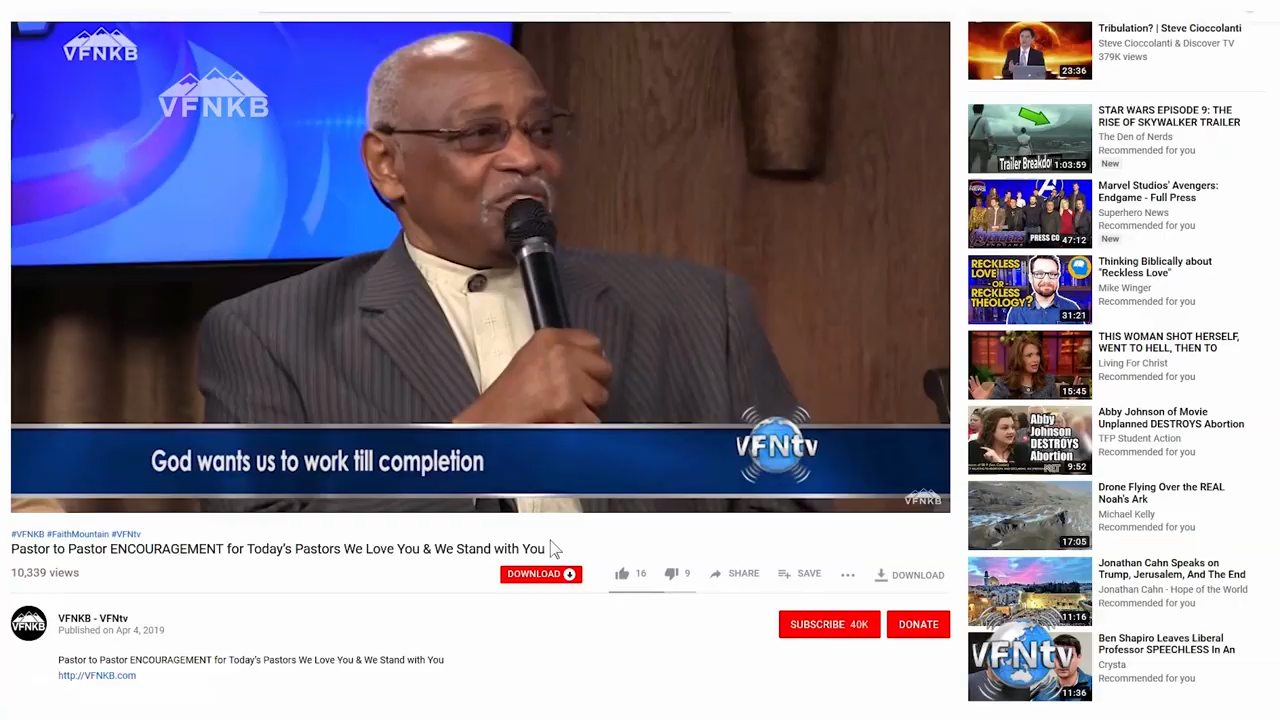 VFNKB
VFNKB
God wants us to work till completion
VFNtv
VFNKB
#VFNKB #FaithMountain #VFNtv
Pastor to Pastor ENCOURAGEMENT for Today's Pastors We Love You & We Stand with You
10,339 views
DOWNLOAD
16
9
SHARE
SAVE
DOWNLOAD
VFNKB
VFNKB - VFNtv
Published on Apr 4, 2019
SUBSCRIBE 40K
DONATE
Pastor to Pastor ENCOURAGEMENT for Today's Pastors We Love You & We Stand with You
http://VFNKB.com
Tribulation? | Steve Cioccolanti
Steve Cioccolanti & Discover TV
379K views
23:36
STAR WARS EPISODE 9: THE
RISE OF SKYWALKER TRAILER
The Den of Nerds
Recommended for you
New
Trailer Breakdo
1:03:59
Marvel Studios' Avengers:
Endgame - Full Press
Superhero News
Recommended for you
New
AVENGERS
PRESS CO
47:12
Thinking Biblically about
"Reckless Love"
Mike Winger
Recommended for you
RECKLESS
LOVE
-OR-
RECKLESS
THEOLOGY?
31:21
THIS WOMAN SHOT HERSELF,
WENT TO HELL, THEN TO
Living For Christ
Recommended for you
15:45
Abby Johnson of Movie
Unplanned DESTROYS Abortion
TFP Student Action
Recommended for you
Abby
Johnson
DESTROYS
Abortion
9:52
Drone Flying Over the REAL
Noah's Ark
Michael Kelly
Recommended for you
17:05
Jonathan Cahn Speaks on
Trump, Jerusalem, And The End
Jonathan Cahn - Hope of the World
Recommended for you
11:16
Ben Shapiro Leaves Liberal
Professor SPEECHLESS In An
Crysta
Recommended for you
VFNtv
11:36